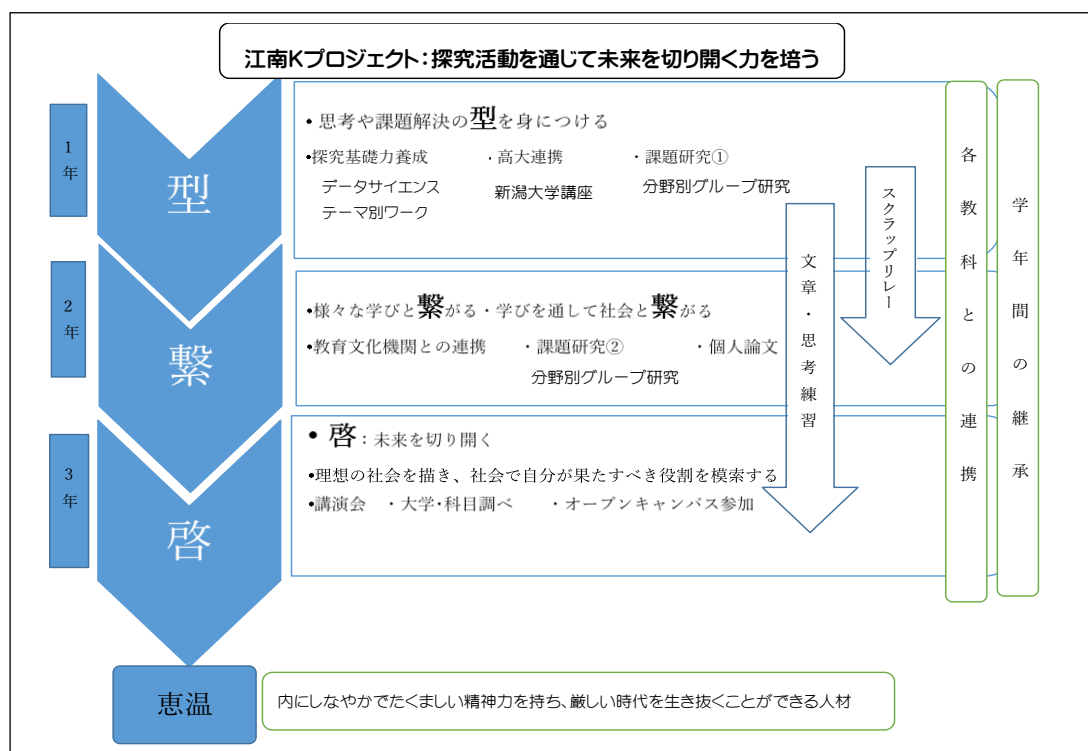 江南Kプロジェクト：探究活動を通じて未来を切り開く力を培う
1年
型
•思考や課題解決の型を身につける
•探究基礎力養成 ・高大連携 ・課題研究①
データサイエンス 新潟大学講座 分野別グループ研究
テーマ別ワーク
2年
繋
•様々な学びと繋がる・学びを通して社会と繋がる
•教育文化機関との連携 ・課題研究② ・個人論文
分野別グループ研究
3年
啓
•啓：未来を切り開く
•理想の社会を描き、社会で自分が果たすべき役割を模索する
•講演会 ・大学・科目調べ ・オープンキャンパス参加
文章・思考練習
スクラップリレー
各教科との連携
学年間の継承
恵温
内にしなやかでたくましい精神力を持ち、厳しい時代を生き抜くことができる人材